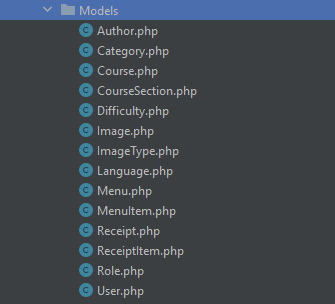 Models
Author.php
Category.php
Course.php
CourseSection.php
Difficulty.php
Image.php
ImageType.php
Language.php
Menu.php
MenuItem.php
Receipt.php
ReceiptItem.php
Role.php
User.php